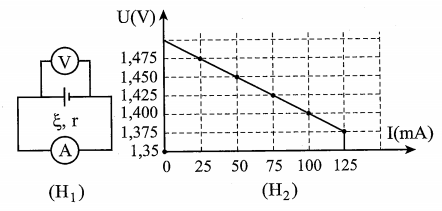 U(V)
V
ξ, r
A
(H₁)
1,475
1,450
1,425
1,400
1,375
1,35
0 25 50 75 100 125
I(mA)
(H₂)